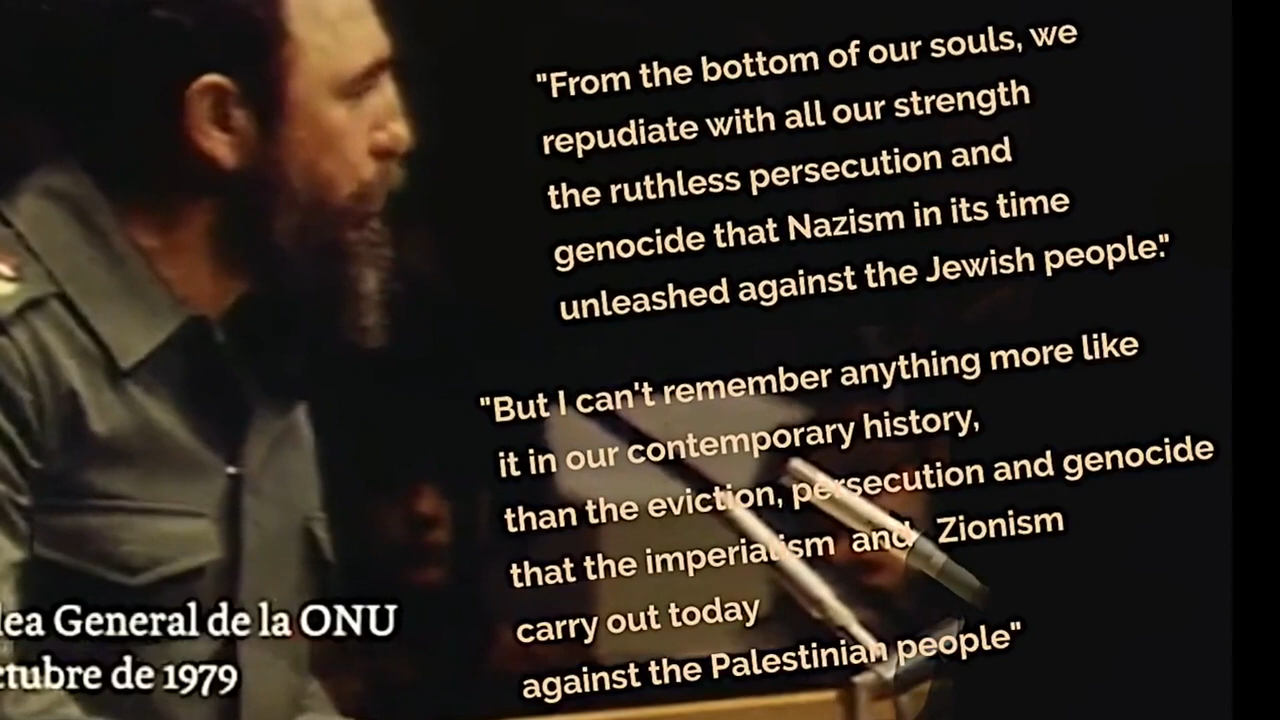 "From the bottom of our souls, we
repudiate with all our strength
the ruthless persecution and
genocide that Nazism in its time
unleashed against the Jewish people."
"But I can't remember anything more like
it in our contemporary history,
than the eviction, persecution and genocide
that the imperialism and Zionism
carry out today
against the Palestinian people"
lea General de la ONU
ctubre de 1979